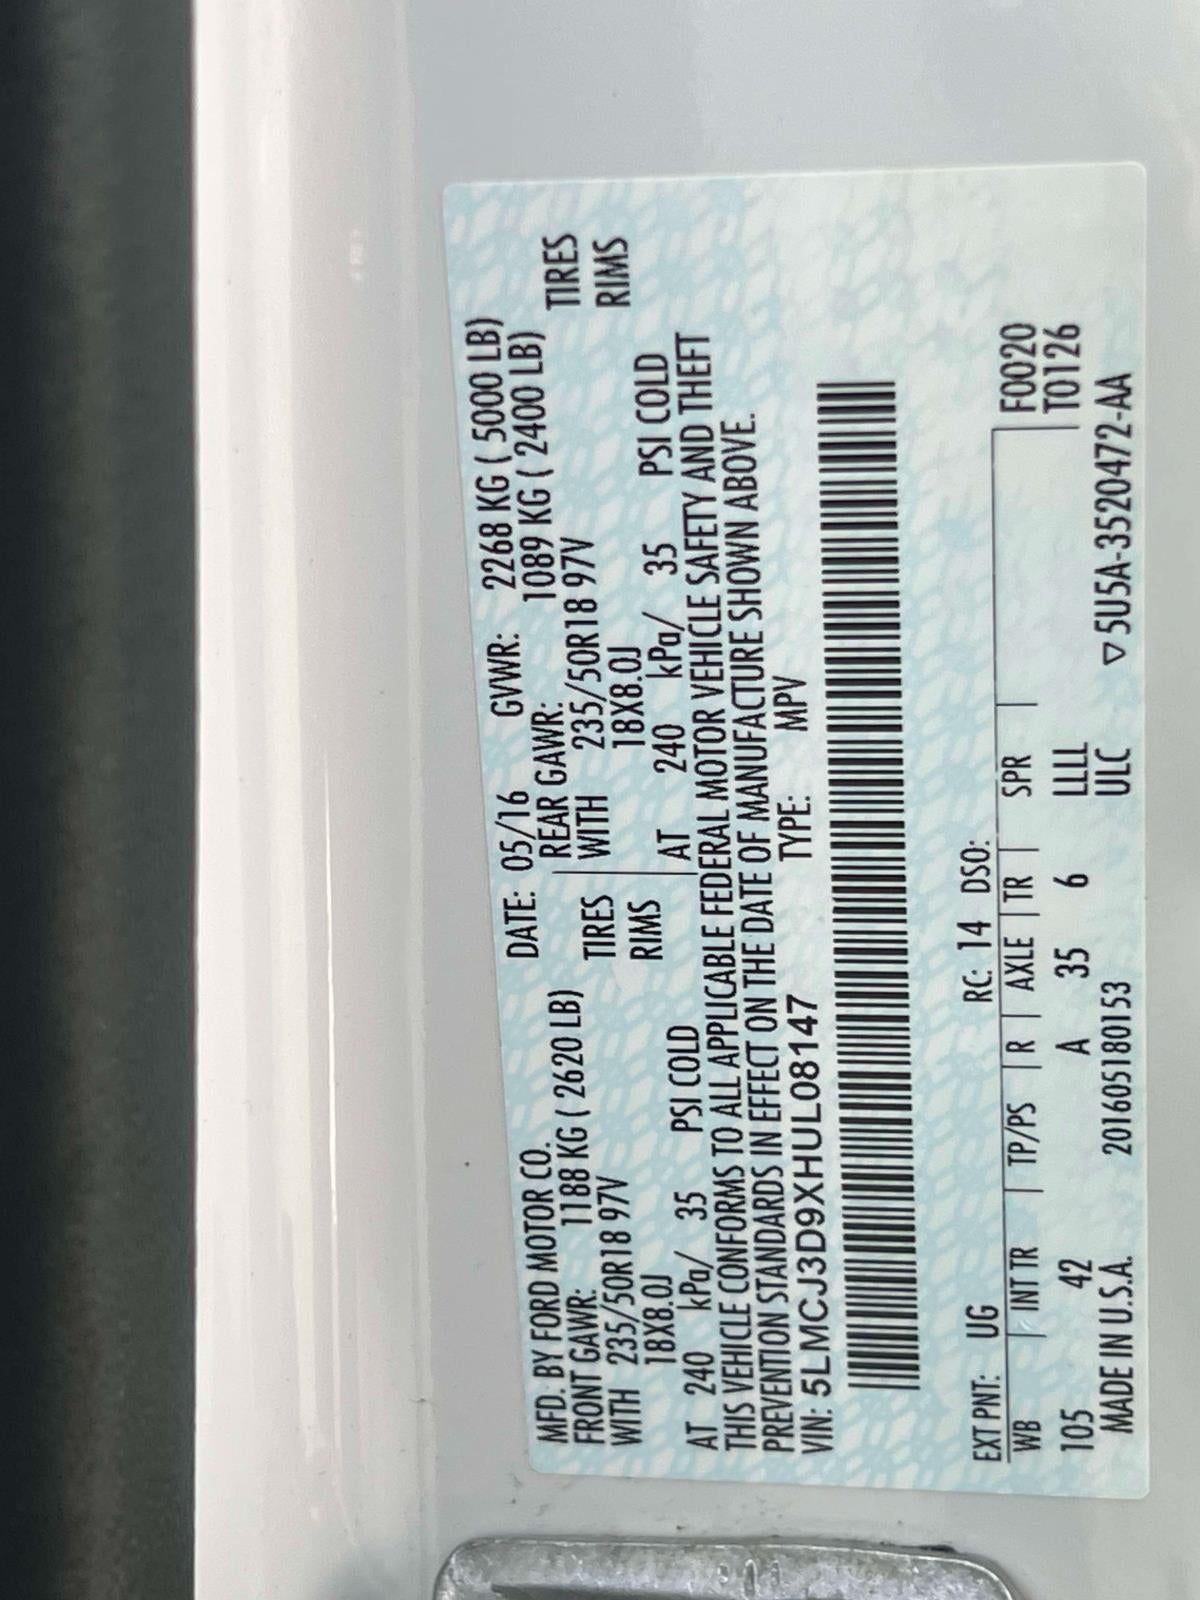 MFD. BY FORD MOTOR CO. DATE: 05/16 GVWR: 2268 KG ( 5000 LB)
FRONT GAWR: 1188 KG ( 2620 LB) REAR GAWR: 1089 KG ( 2400 LB)
WITH 235/50R18 97V TIRES WITH 235/50R18 97V TIRES
18X8.0J RIMS 18X8.0J RIMS
AT 240 kPa/ 35 PSI COLD AT 240 kPa/ 35 PSI COLD
THIS VEHICLE CONFORMS TO ALL APPLICABLE FEDERAL MOTOR VEHICLE SAFETY AND THEFT
PREVENTION STANDARDS IN EFFECT ON THE DATE OF MANUFACTURE SHOWN ABOVE.
VIN: 5LMCJ3D9XHUL08147 TYPE: MPV
EXT PNT: UG RC: 14 DSO:
WB | INT TR | TP/PS | R | AXLE | TR | SPR F0020
105 42 A 35 6 LLLL T0126
MADE IN U.S.A. 201605180153 ULC ▽5U5A-3520472-AA